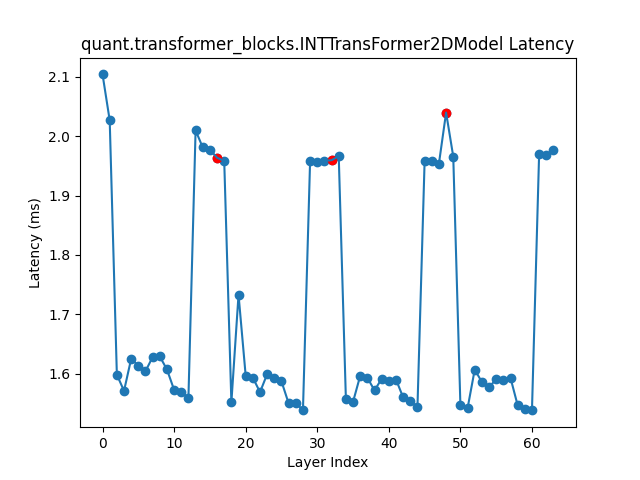 quant.transformer_blocks.INTTransFormer2DModel Latency
2.1
2.0
1.9
1.8
1.7
1.6
Latency (ms)
0 10 20 30 40 50 60
Layer Index